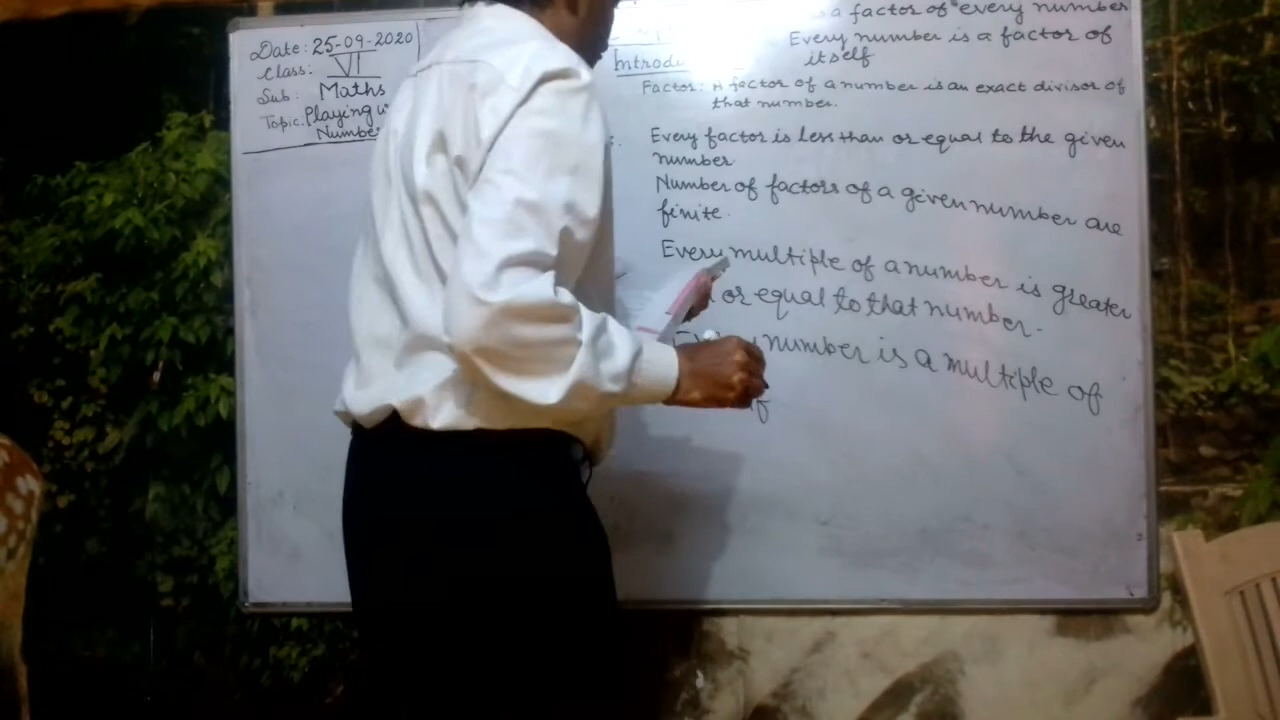 Date: 25-09-2020
Class: VI
Sub: Maths
Topic: Playing
Number
a factor of every number
Every number is a factor of
itself
Introdu
Factor: A factor of a number is an exact divisor of
that number.
Every factor is less than or equal to the given
number
Number of factors of a given number are
finite.
Every multiple of a number is greater
or equal to that number.
number is a multiple of